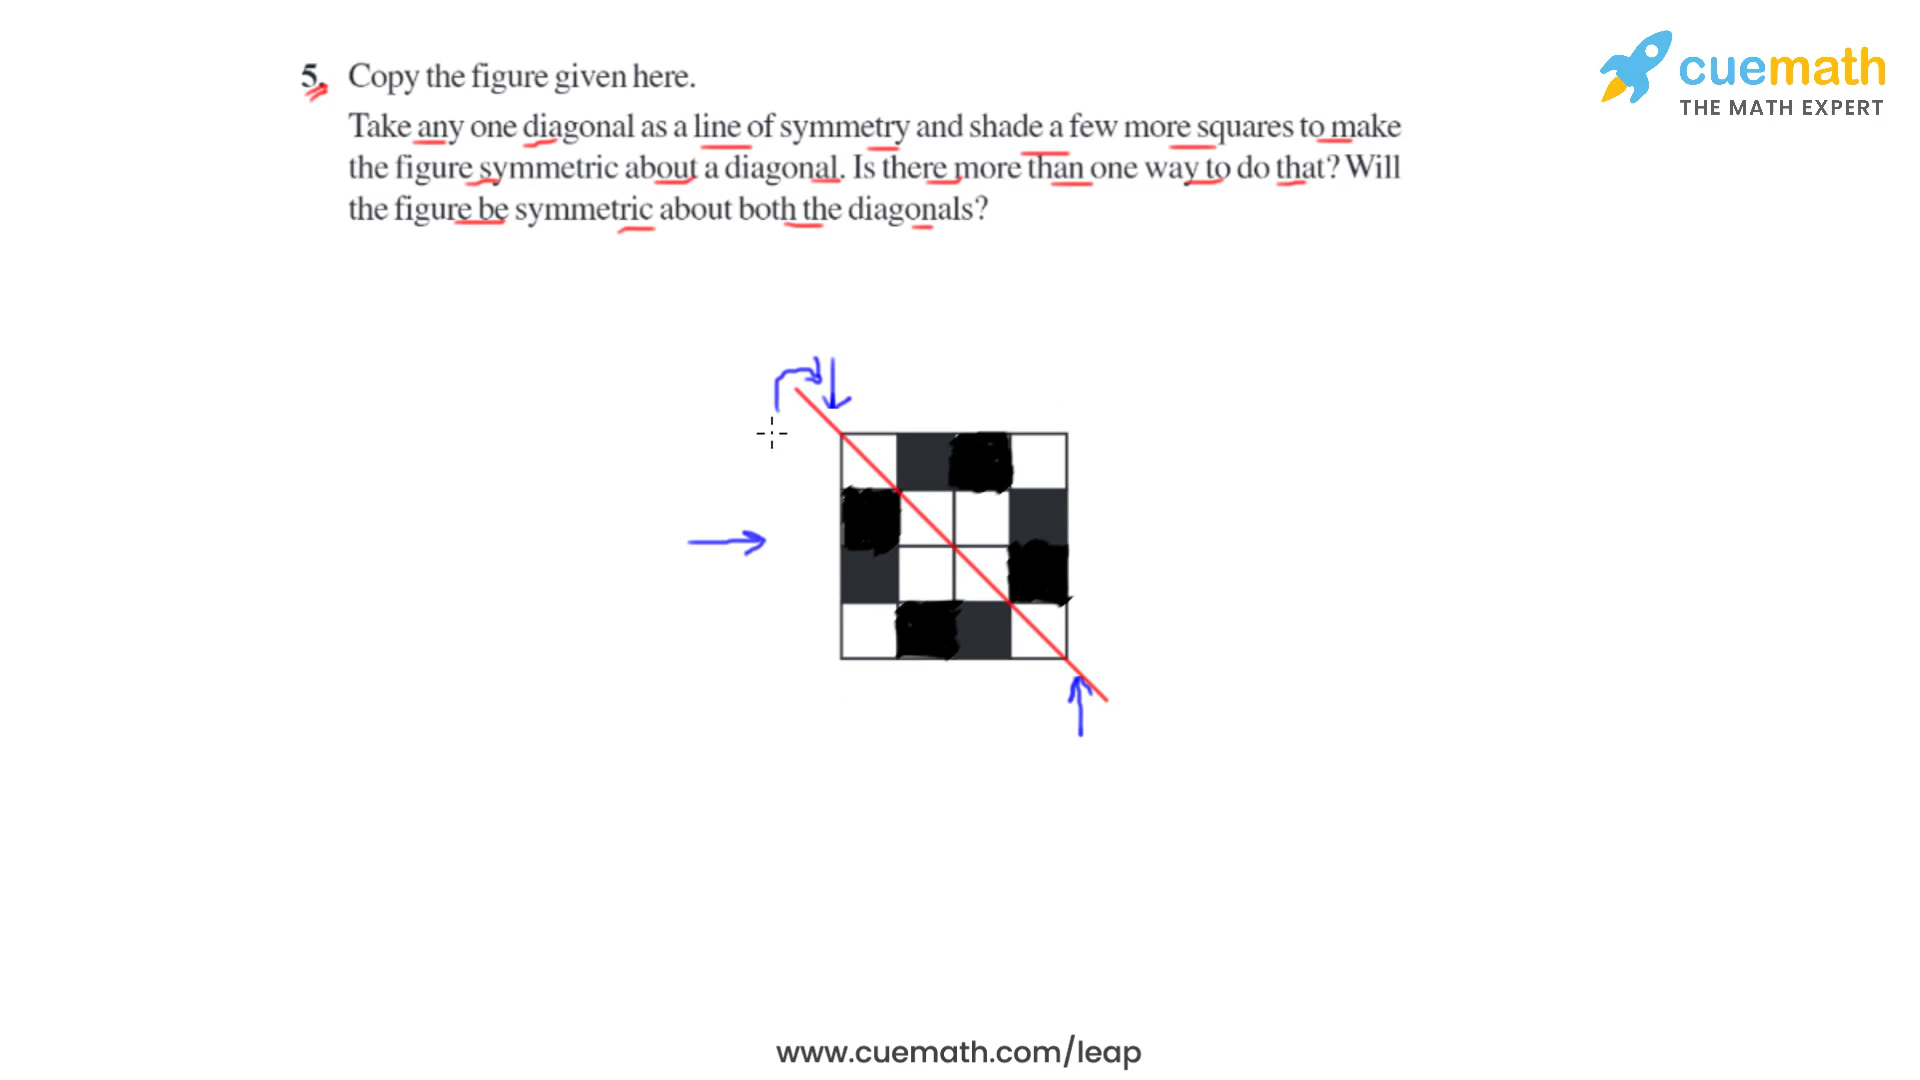 cuemath
THE MATH EXPERT
5. Copy the figure given here.
Take any one diagonal as a line of symmetry and shade a few more squares to make
the figure symmetric about a diagonal. Is there more than one way to do that? Will
the figure be symmetric about both the diagonals?
www.cuemath.com/leap